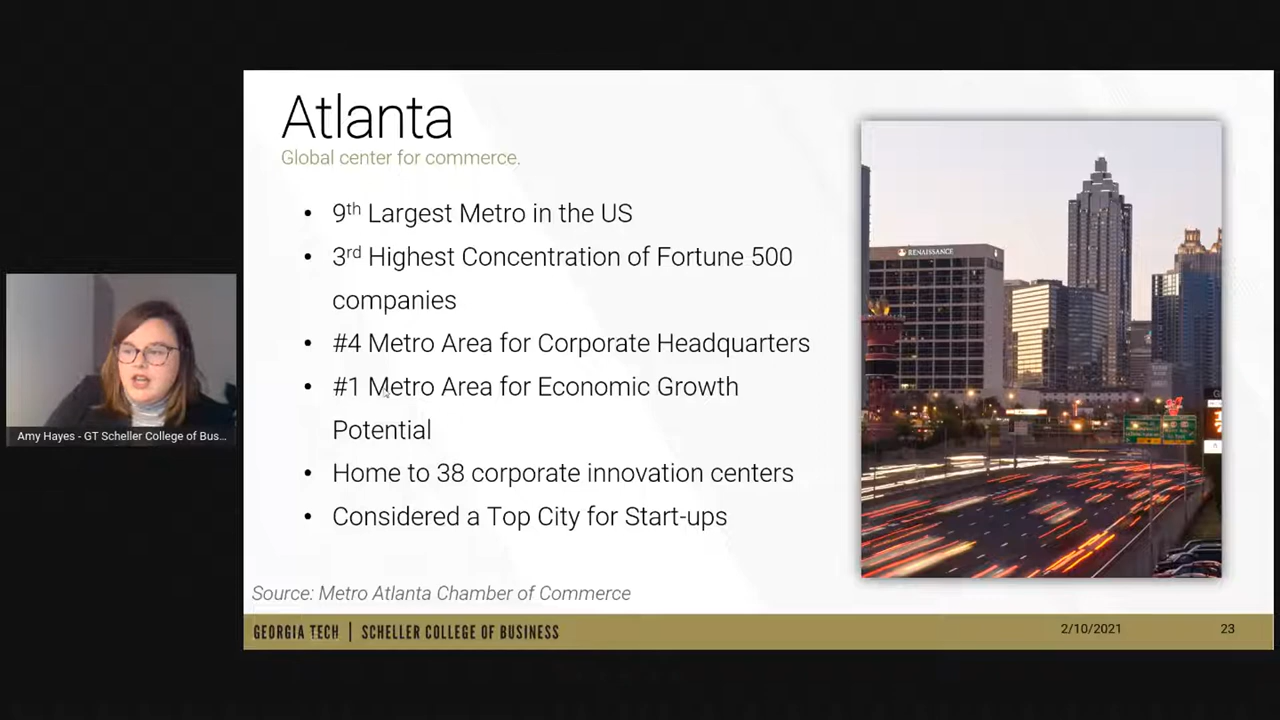 Atlanta
Global center for commerce.
• 9th Largest Metro in the US
• 3rd Highest Concentration of Fortune 500
companies
• #4 Metro Area for Corporate Headquarters
• #1 Metro Area for Economic Growth
Potential
• Home to 38 corporate innovation centers
• Considered a Top City for Start-ups
Source: Metro Atlanta Chamber of Commerce
GEORGIA TECH | SCHELLER COLLEGE OF BUSINESS
2/10/2021
23
RENAISSANCE
Amy Hayes - GT Scheller College of Bus...